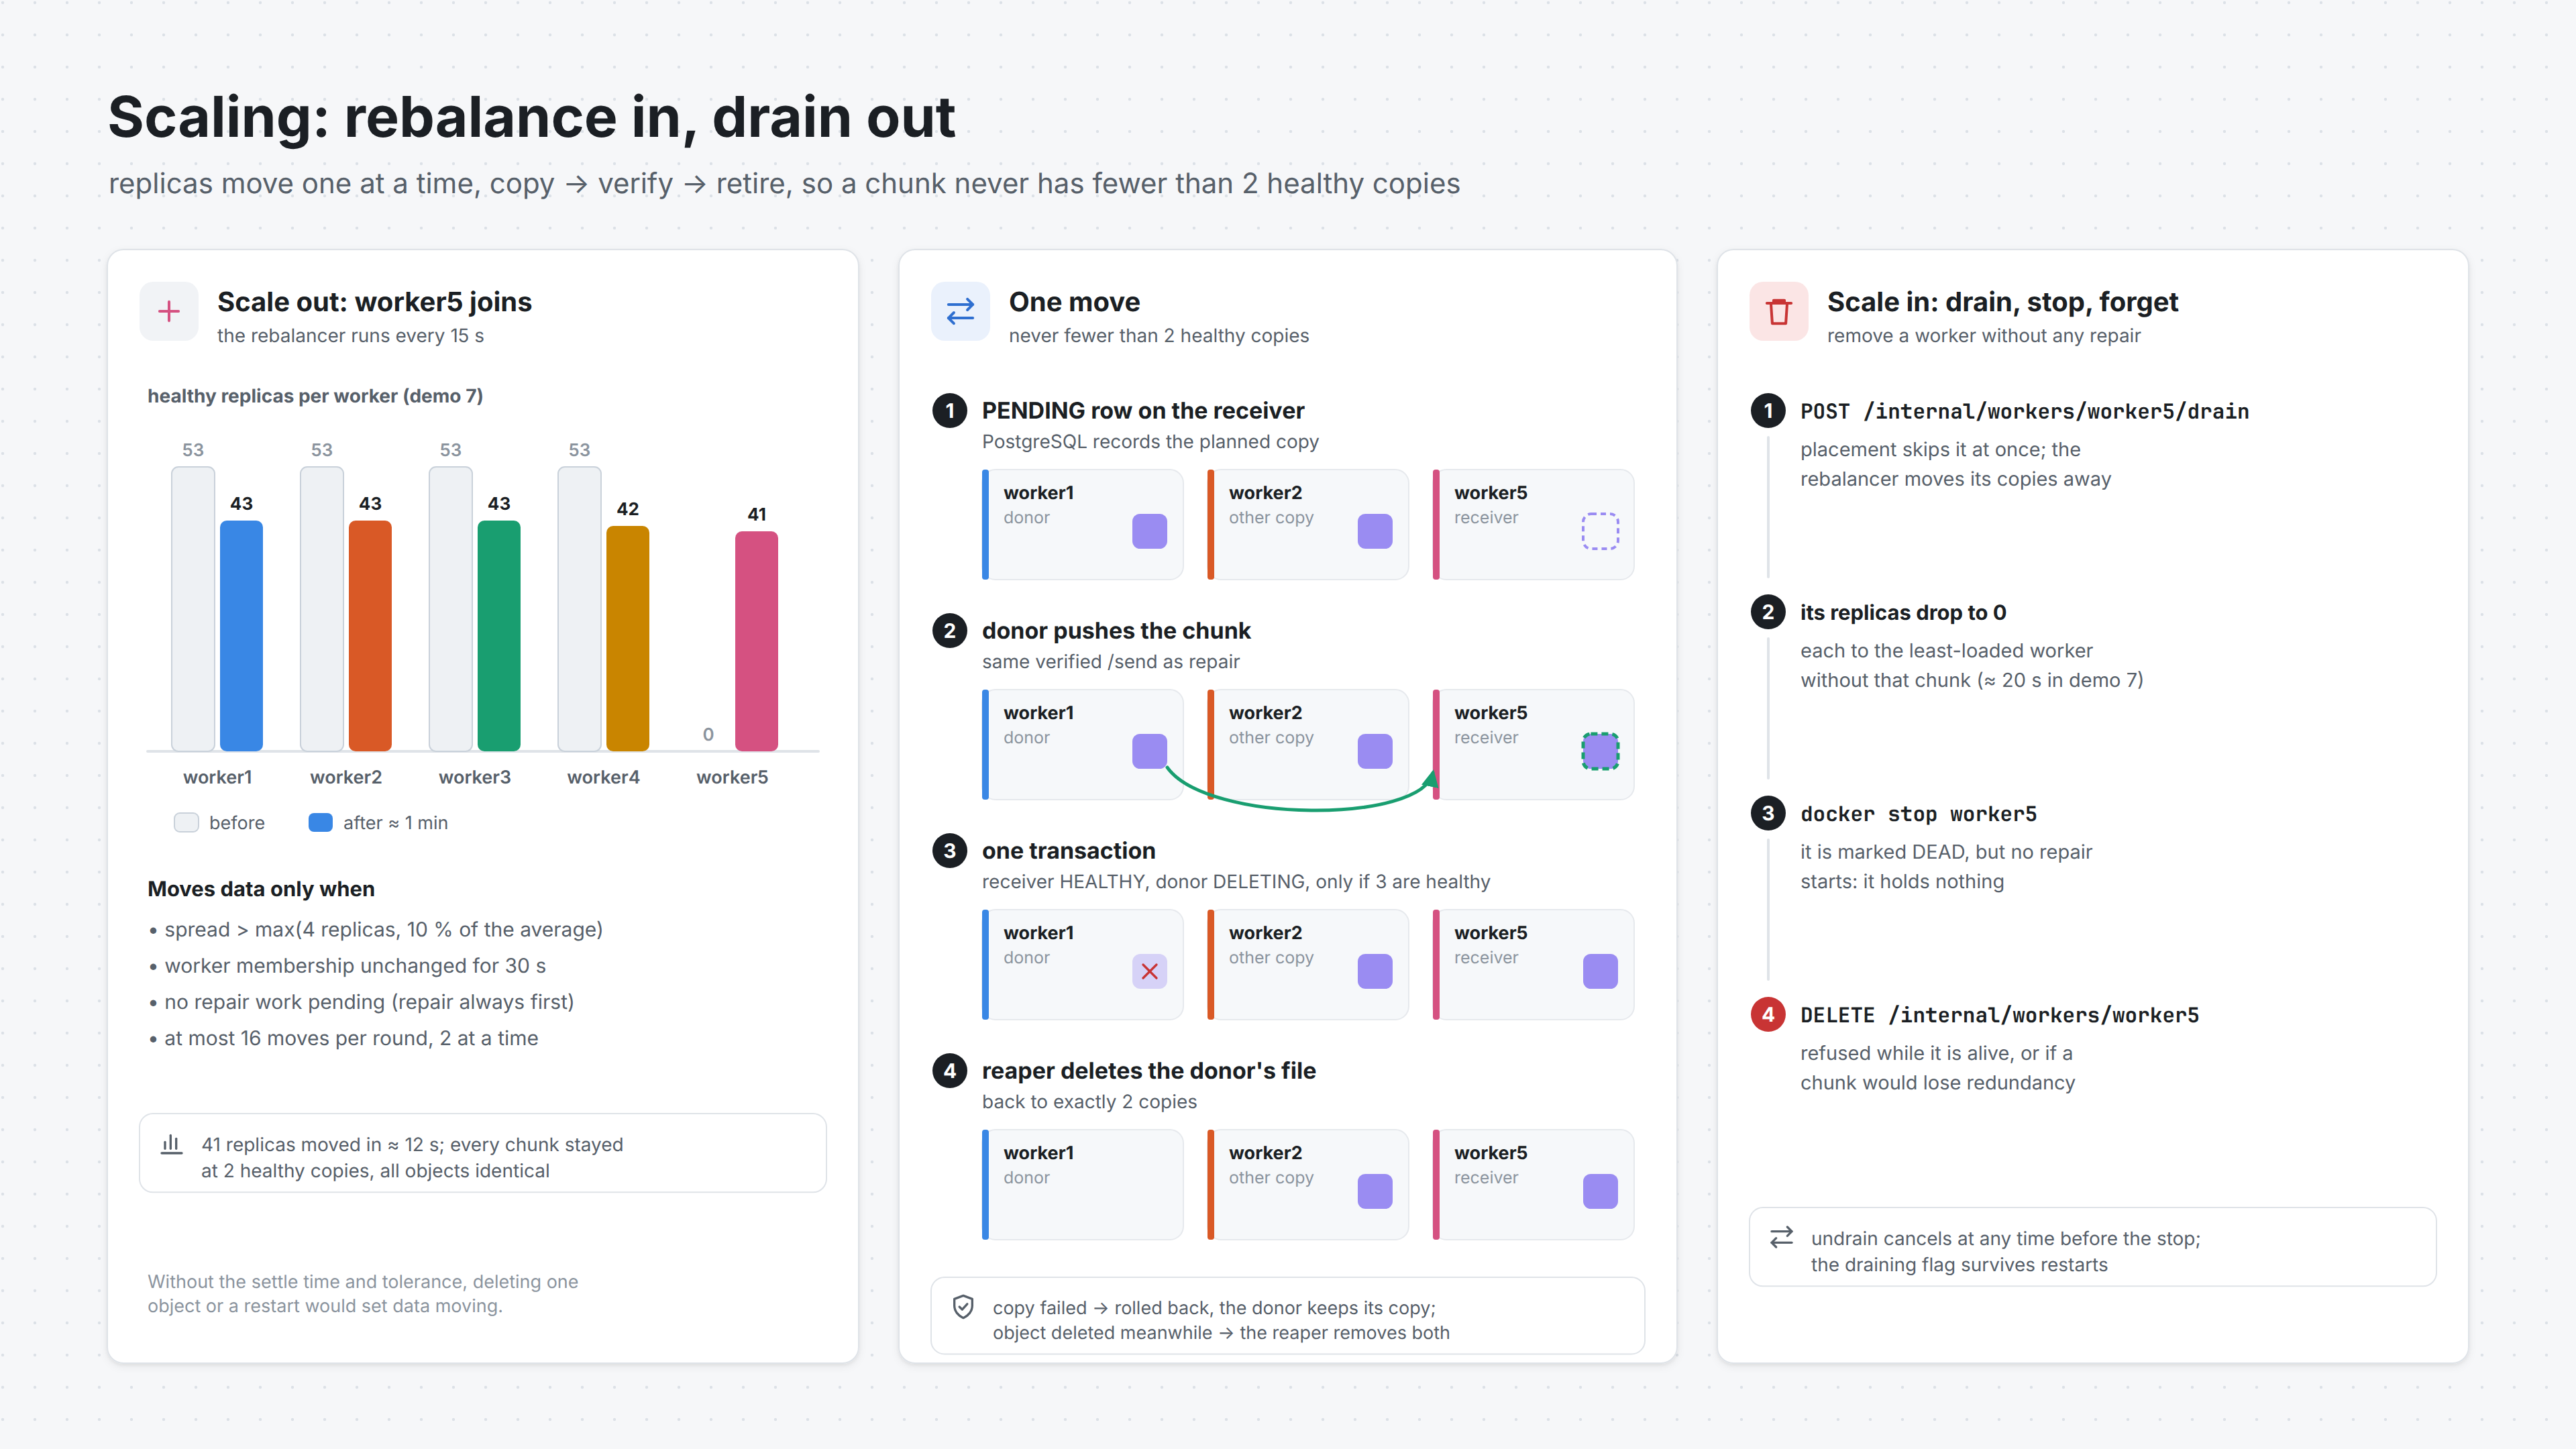 Scaling: rebalance in, drain out
replicas move one at a time, copy → verify → retire, so a chunk never has fewer than 2 healthy copies
Scale out: worker5 joins
the rebalancer runs every 15 s
healthy replicas per worker (demo 7)
53 43 53 43 53 43 53 42 0 41
worker1 worker2 worker3 worker4 worker5
before after ≈ 1 min
Moves data only when
• spread > max(4 replicas, 10 % of the average)
• worker membership unchanged for 30 s
• no repair work pending (repair always first)
• at most 16 moves per round, 2 at a time
41 replicas moved in ≈ 12 s; every chunk stayed
at 2 healthy copies, all objects identical
Without the settle time and tolerance, deleting one
object or a restart would set data moving.
One move
never fewer than 2 healthy copies
1 PENDING row on the receiver
PostgreSQL records the planned copy
worker1 worker2 worker5
donor other copy receiver
2 donor pushes the chunk
same verified /send as repair
worker1 worker2 worker5
donor other copy receiver
3 one transaction
receiver HEALTHY, donor DELETING, only if 3 are healthy
worker1 worker2 worker5
donor other copy receiver
4 reaper deletes the donor's file
back to exactly 2 copies
worker1 worker2 worker5
donor other copy receiver
copy failed → rolled back, the donor keeps its copy;
object deleted meanwhile → the reaper removes both
Scale in: drain, stop, forget
remove a worker without any repair
1 POST /internal/workers/worker5/drain
placement skips it at once; the
rebalancer moves its copies away
2 its replicas drop to 0
each to the least-loaded worker
without that chunk (≈ 20 s in demo 7)
3 docker stop worker5
it is marked DEAD, but no repair
starts: it holds nothing
4 DELETE /internal/workers/worker5
refused while it is alive, or if a
chunk would lose redundancy
undrain cancels at any time before the stop;
the draining flag survives restarts